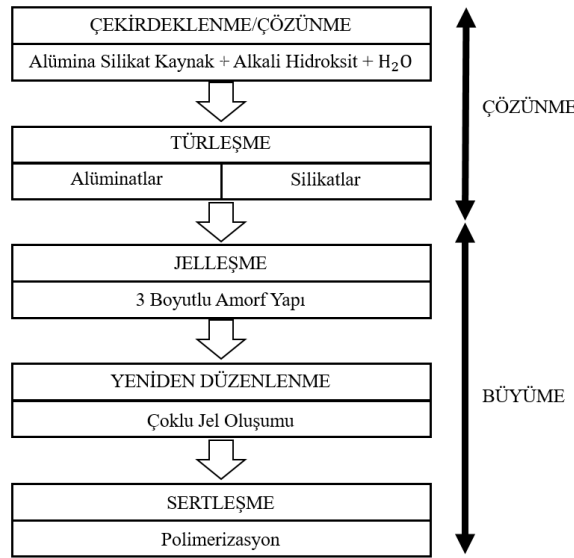 ÇEKİRDEKLENME/ÇÖZÜNME
Alümina Silikat Kaynak + Alkali Hidroksit + H₂O
ÇÖZÜNME
TÜRLEŞME
Alüminatlar
Silikatlar
JELLEŞME
3 Boyutlu Amorf Yapı
YENİDEN DÜZENLENME
Çoklu Jel Oluşumu
BÜYÜME
SERTLEŞME
Polimerizasyon